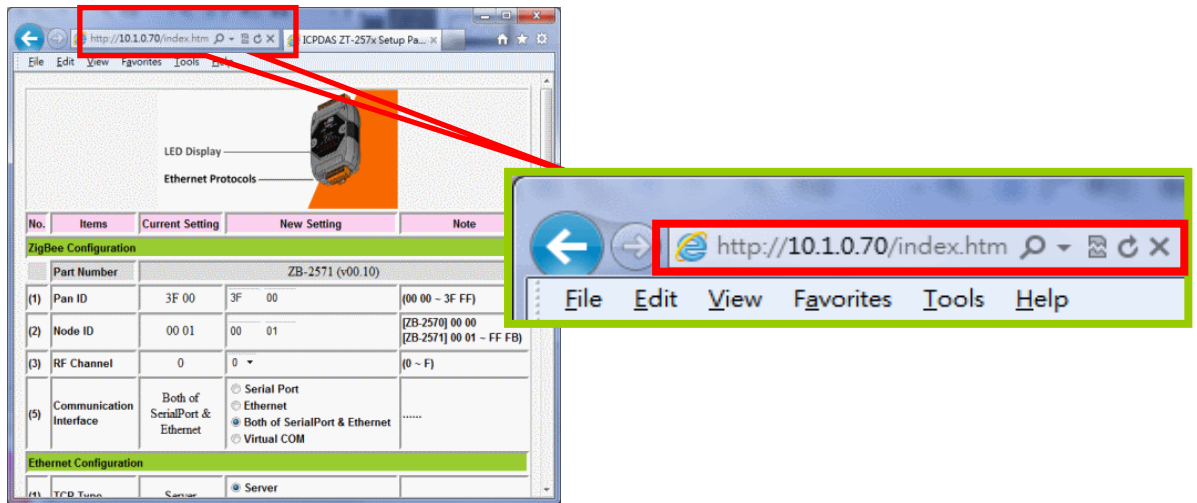 http://10.1.0.70/index.htm
ICPDAS ZT-257x Setup Pa...
File Edit View Favorites Tools
LED Display
Ethernet Protocols
No. Items Current Setting New Setting Note
ZigBee Configuration
Part Number ZB-2571 (v00.10)
(1) Pan ID 3F 00 3F 00 (00 00 ~ 3F FF)
(2) Node ID 00 01 00 01 [ZB-2570] 00 00
[ZB-2571] 00 01 ~ FF FB)
(3) RF Channel 0 0 (0 ~ F)
(5) Communication Interface Both of SerialPort & Ethernet
Serial Port
Ethernet
Both of SerialPort & Ethernet ......
Virtual COM
Ethernet Configuration
(1) TCP Type Server Server
http://10.1.0.70/index.htm
File Edit View Favorites Tools Help